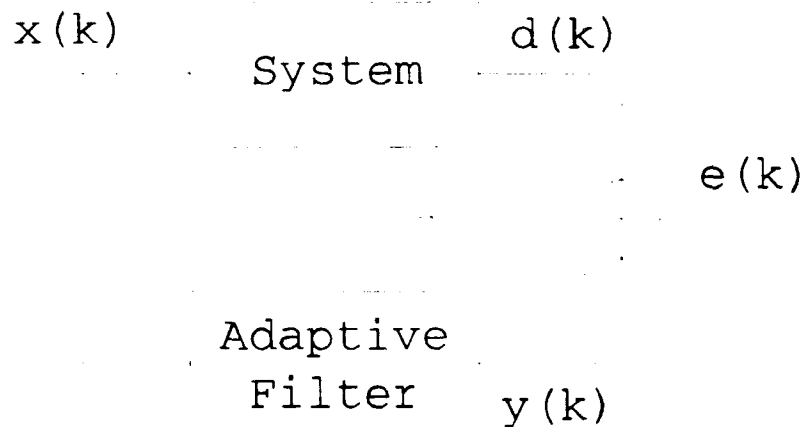 x(k)
d(k)
System
e(k)
Adaptive
Filter
y(k)